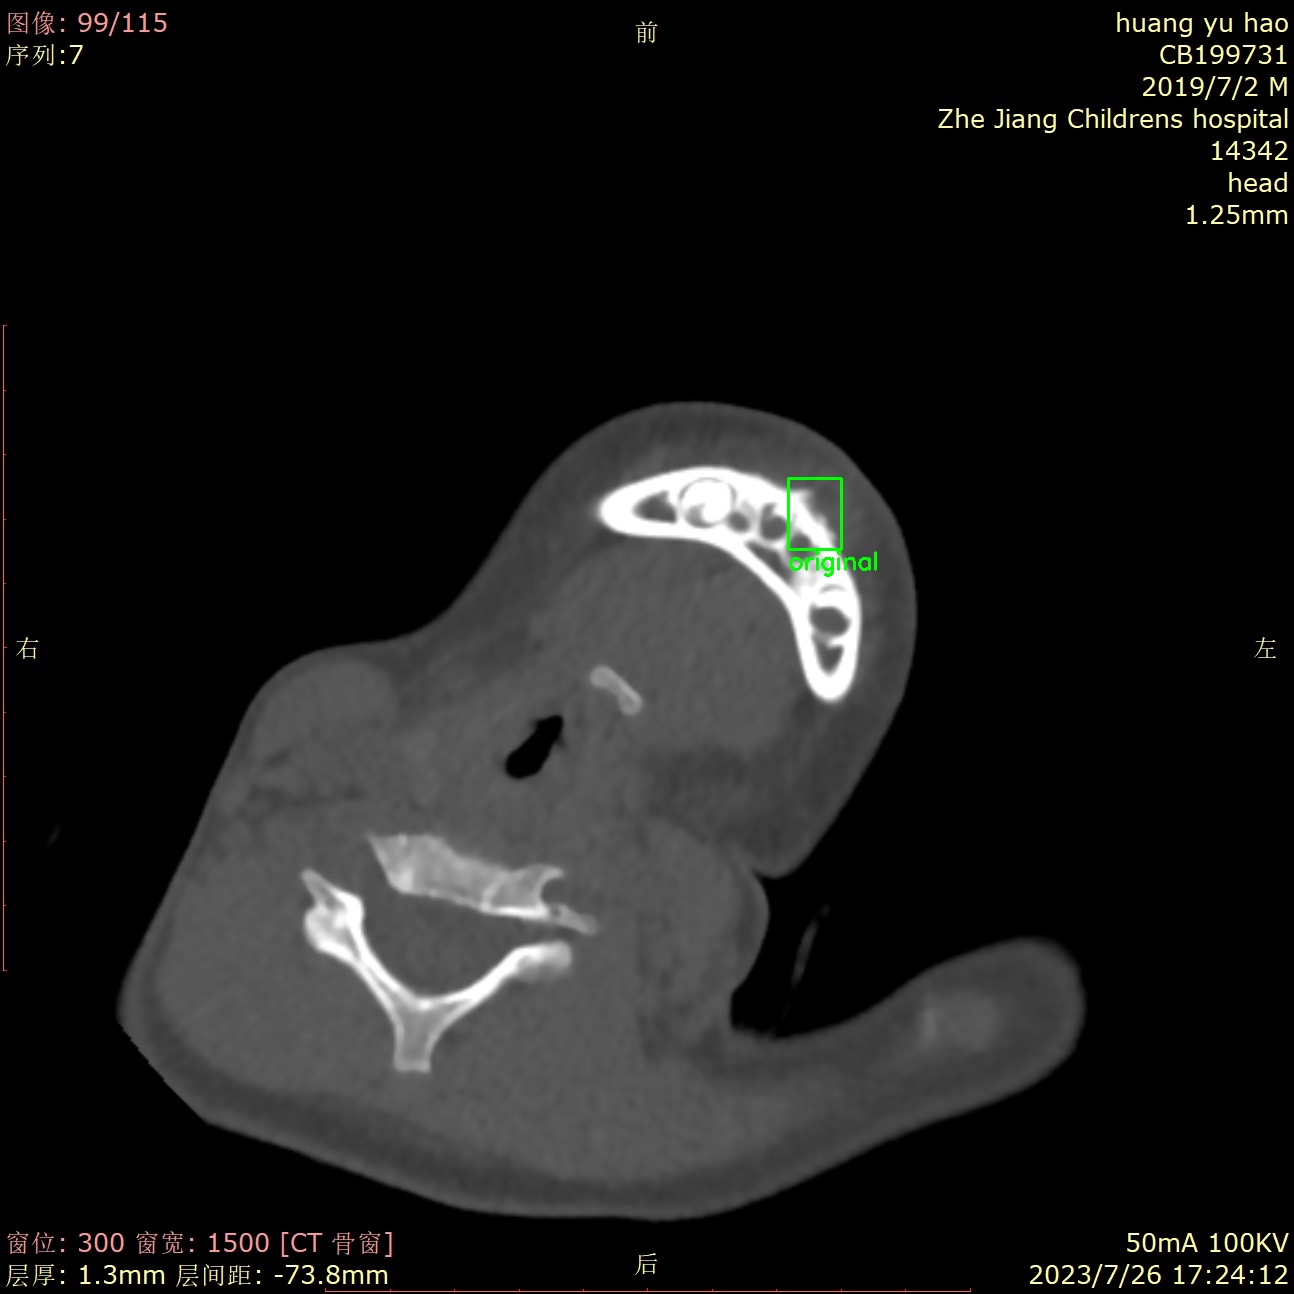 图像: 99/115
序列:7
前
huang yu hao
CB199731
2019/7/2 M
Zhe Jiang Childrens hospital
14342
head
1.25mm
original
右
左
窗位: 300 窗宽: 1500 [CT 骨窗]
层厚: 1.3mm 层间距: -73.8mm
后
50mA 100KV
2023/7/26 17:24:12